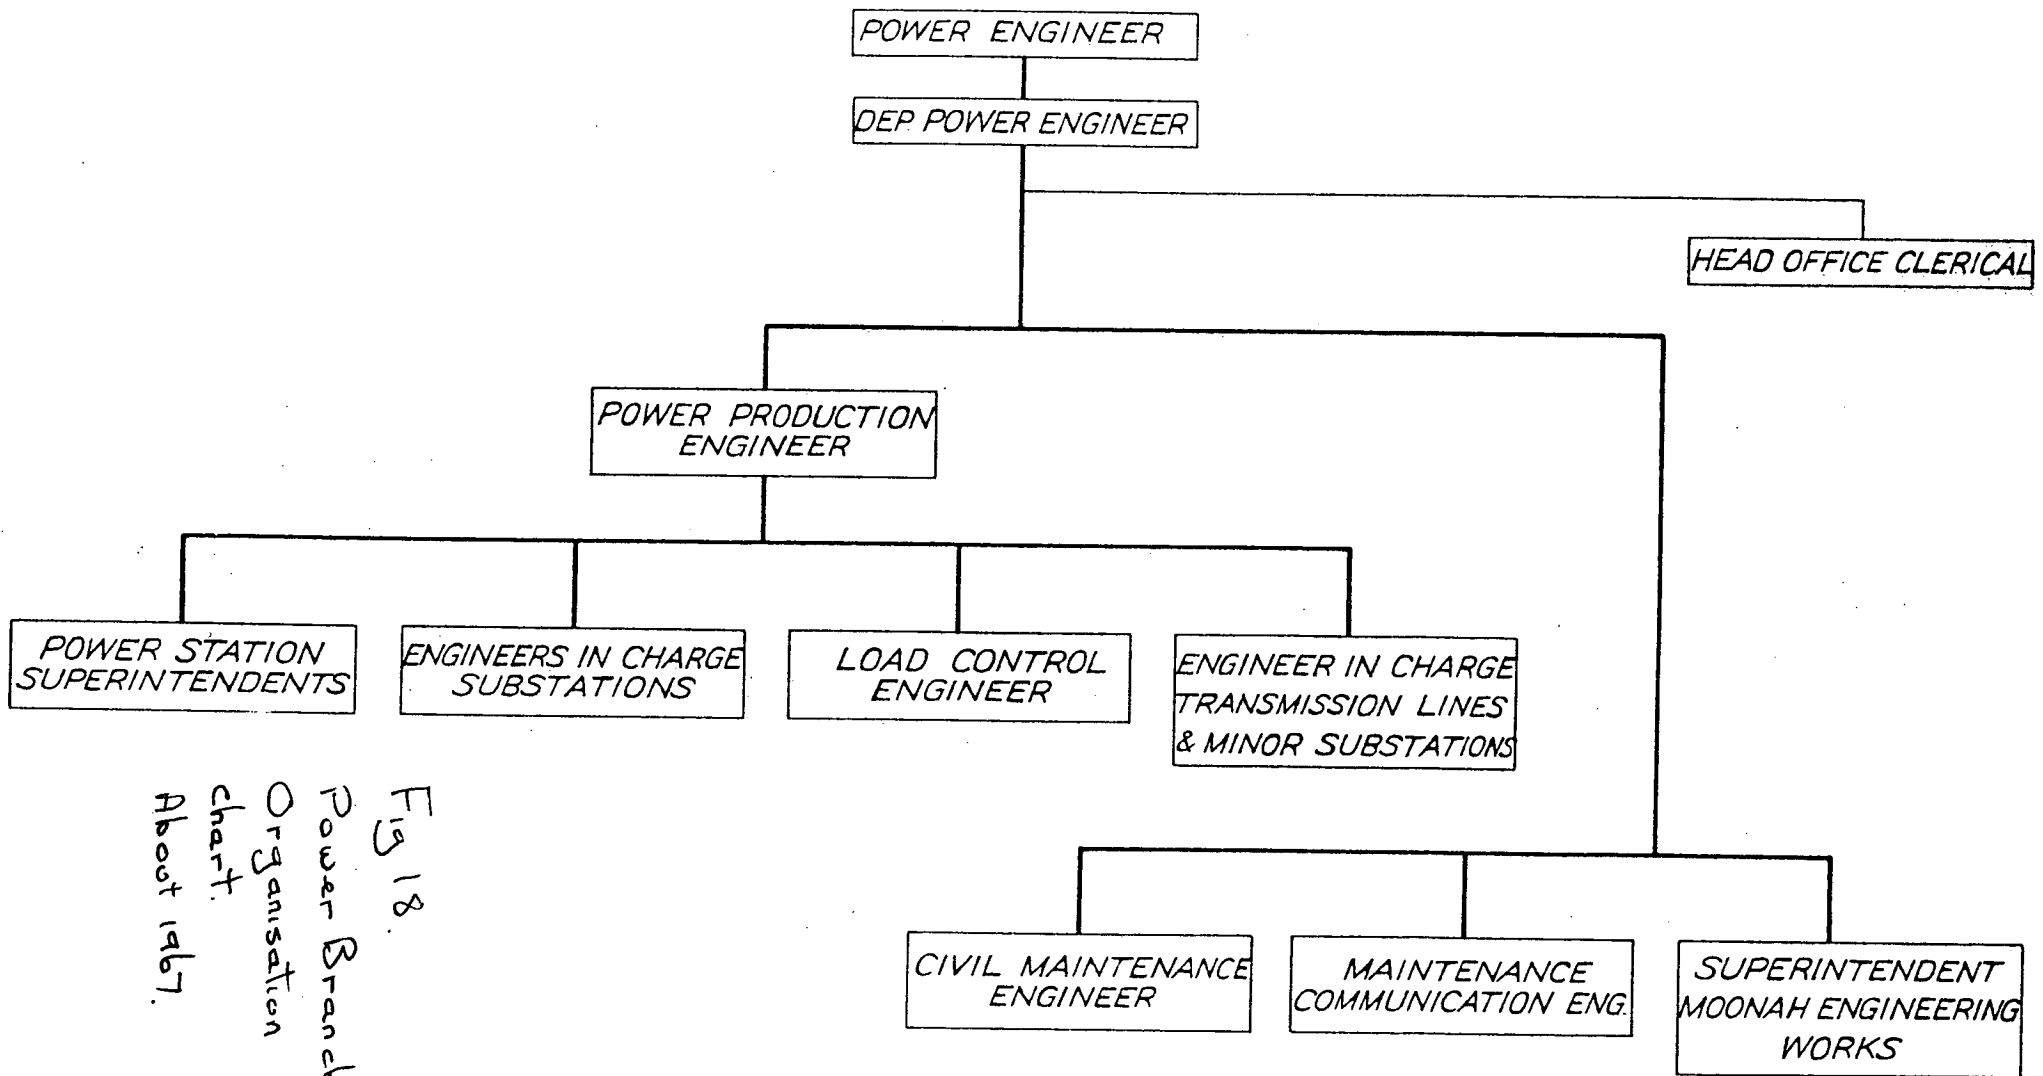 POWER ENGINEER
DEP POWER ENGINEER
HEAD OFFICE CLERICAL
POWER PRODUCTION
ENGINEER
POWER STATION
SUPERINTENDENTS
ENGINEERS IN CHARGE
SUBSTATIONS
LOAD CONTROL
ENGINEER
ENGINEER IN CHARGE
TRANSMISSION LINES
& MINOR SUBSTATIONS
CIVIL MAINTENANCE
ENGINEER
MAINTENANCE
COMMUNICATION ENG.
SUPERINTENDENT
MOONAH ENGINEERING
WORKS
Fig 18.
Power Branch
Organisation
chart.
About 1967.